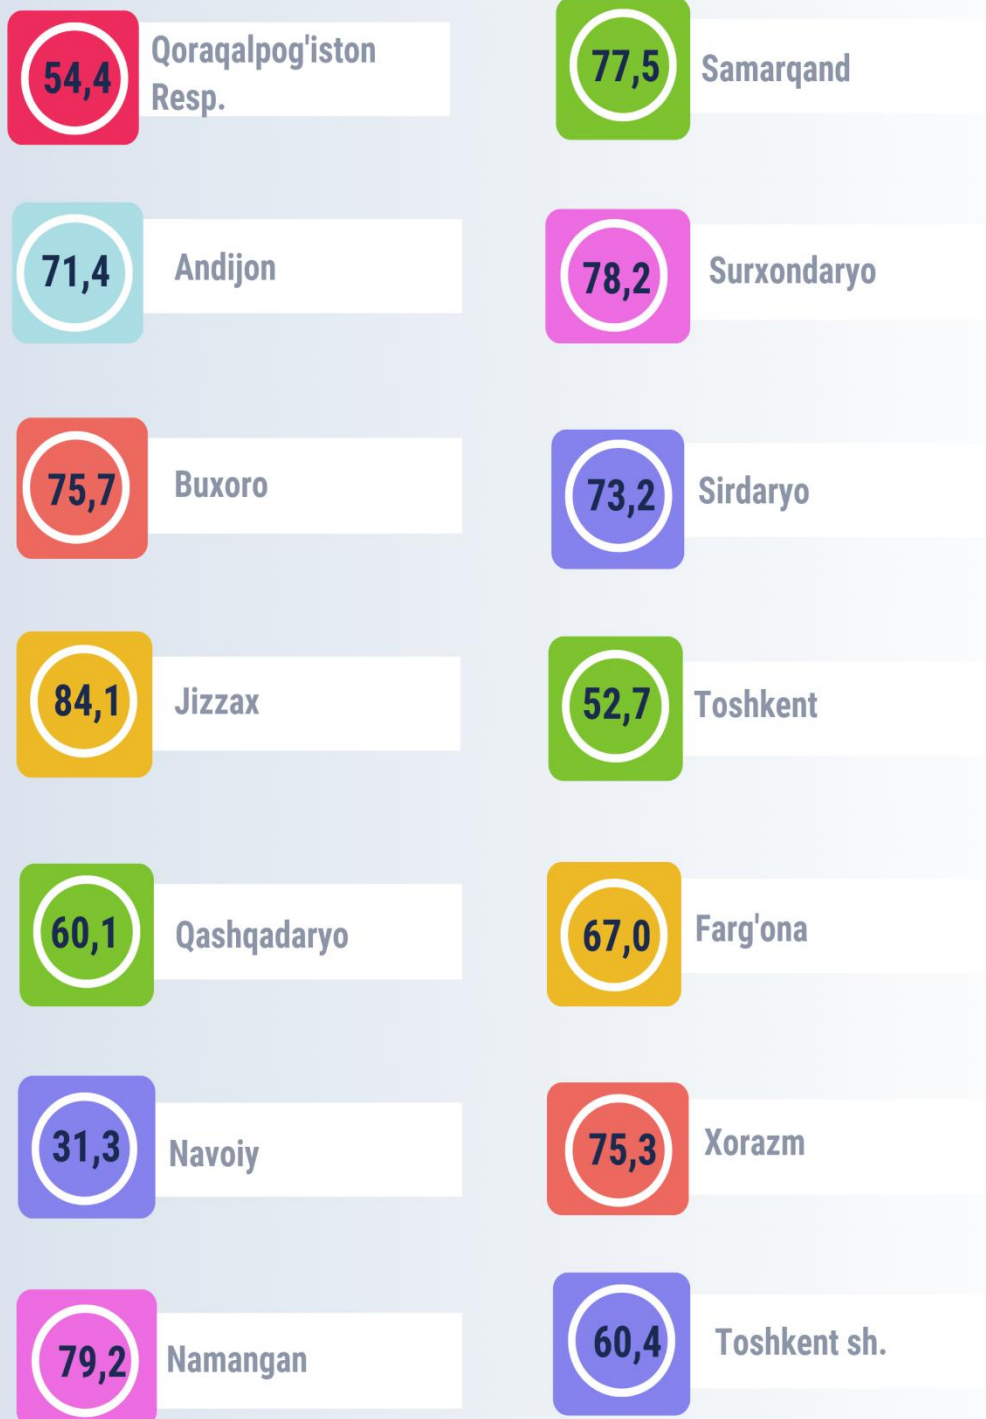 54,4
Qoraqalpog'iston
Resp.
71,4
Andijon
75,7
Buxoro
84,1
Jizzax
60,1
Qashqadaryo
31,3
Navoiy
79,2
Namangan
77,5
Samarqand
78,2
Surxondaryo
73,2
Sirdaryo
52,7
Toshkent
67,0
Farg'ona
75,3
Xorazm
60,4
Toshkent sh.